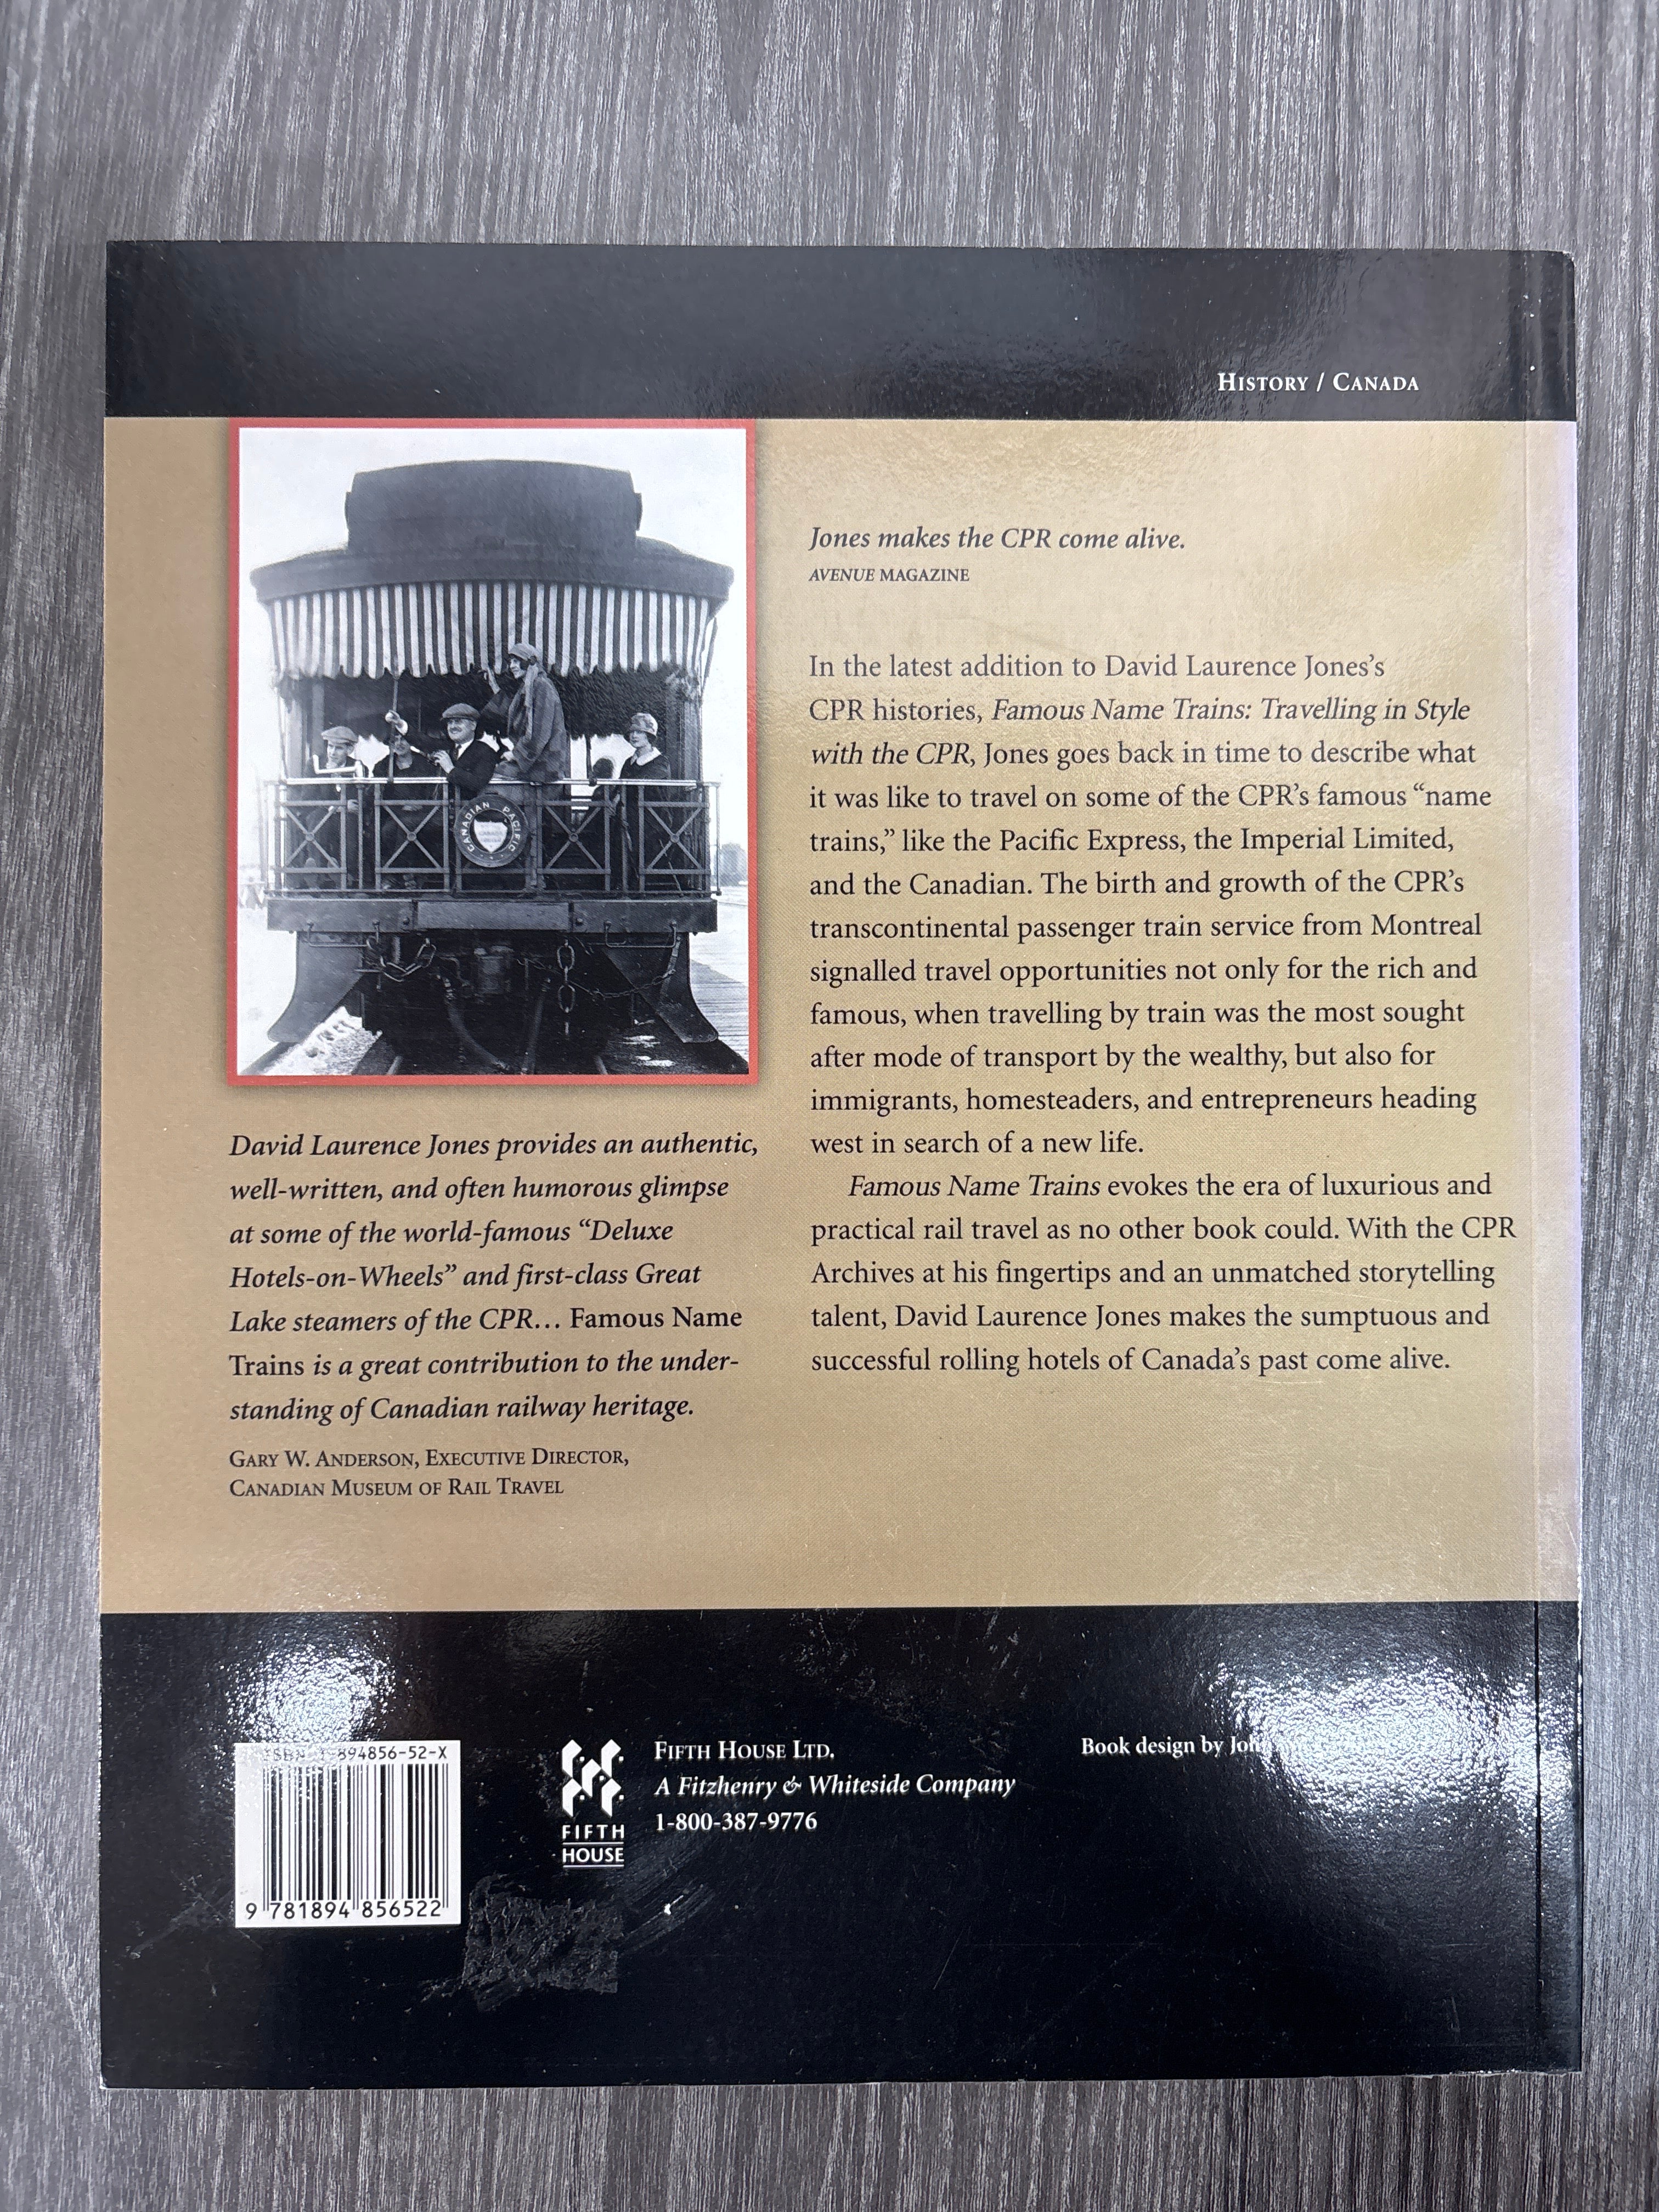 HISTORY / CANADA
CANADIAN PACIFIC
Jones makes the CPR come alive.
AVENUE MAGAZINE
In the latest addition to David Laurence Jones’s
CPR histories, Famous Name Trains: Travelling in Style
with the CPR, Jones goes back in time to describe what
it was like to travel on some of the CPR’s famous “name
trains,” like the Pacific Express, the Imperial Limited,
and the Canadian. The birth and growth of the CPR’s
transcontinental passenger train service from Montreal
signalled travel opportunities not only for the rich and
famous, when travelling by train was the most sought
after mode of transport by the wealthy, but also for
immigrants, homesteaders, and entrepreneurs heading
west in search of a new life.
Famous Name Trains evokes the era of luxurious and
practical rail travel as no other book could. With the CPR
Archives at his fingertips and an unmatched storytelling
talent, David Laurence Jones makes the sumptuous and
successful rolling hotels of Canada’s past come alive.
David Laurence Jones provides an authentic,
well-written, and often humorous glimpse
at some of the world-famous “Deluxe
Hotels-on-Wheels” and first-class Great
Lake steamers of the CPR… Famous Name
Trains is a great contribution to the under-
standing of Canadian railway heritage.
GARY W. ANDERSON, EXECUTIVE DIRECTOR,
CANADIAN MUSEUM OF RAIL TRAVEL
ISBN 1-894856-52-X
9 781894 856522
FIFTH
HOUSE
FIFTH HOUSE LTD.
A Fitzhenry & Whiteside Company
1-800-387-9776
Book design by